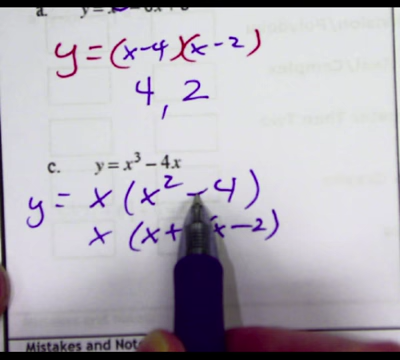 a. y=
y=(x-4)(x-2)
4, 2
c. y = x³ – 4x
y = x(x²-4)
x(x+ x-2)
Mistakes and Not